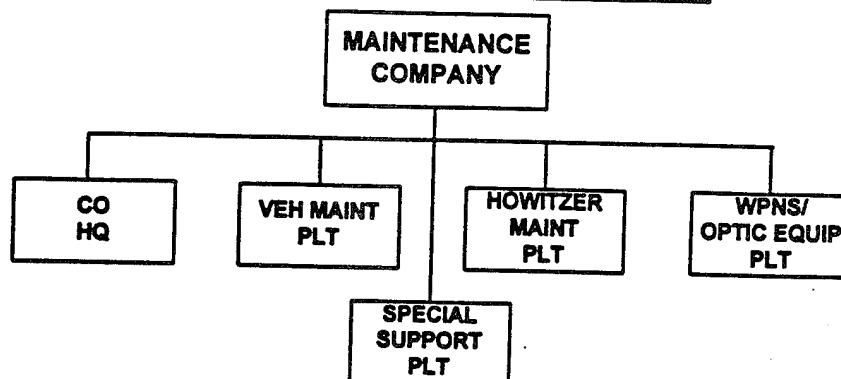 MAINTENANCE
COMPANY
CO
HQ
VEH MAINT
PLT
HOWITZER
MAINT
PLT
WPNS/
OPTIC EQUIP
PLT
SPECIAL
SUPPORT
PLT